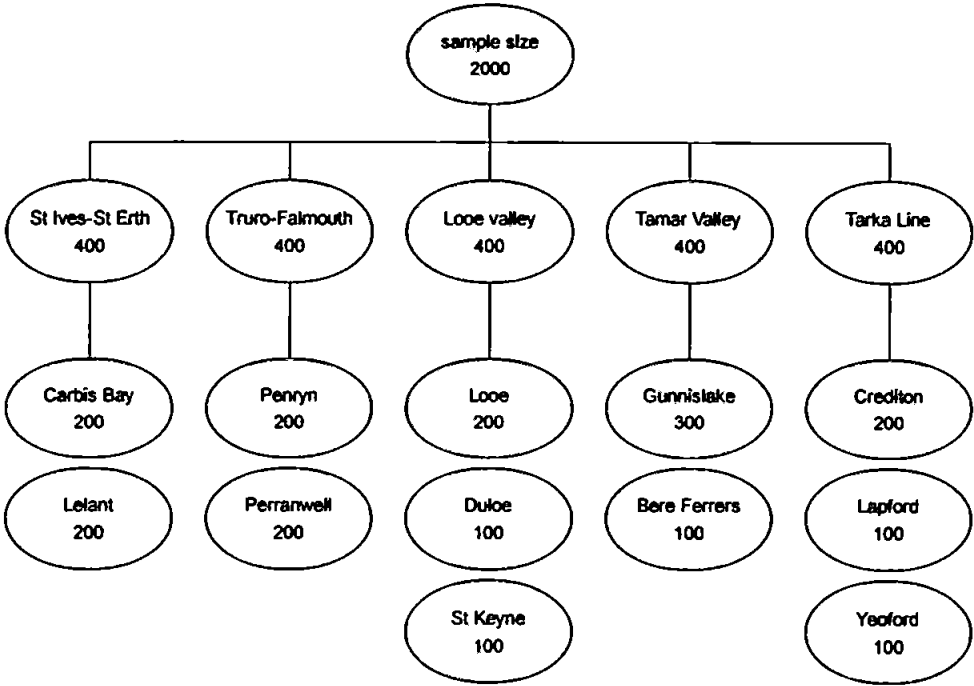 sample size
2000
St Ives-St Erth
400
Truro-Falmouth
400
Looe valley
400
Tamar Valley
400
Tarka Line
400
Carbis Bay
200
Penryn
200
Looe
200
Gunnislake
300
Crediton
200
Lelant
200
Perranwell
200
Duloe
100
Bere Ferrers
100
Lapford
100
St Keyne
100
Yeoford
100